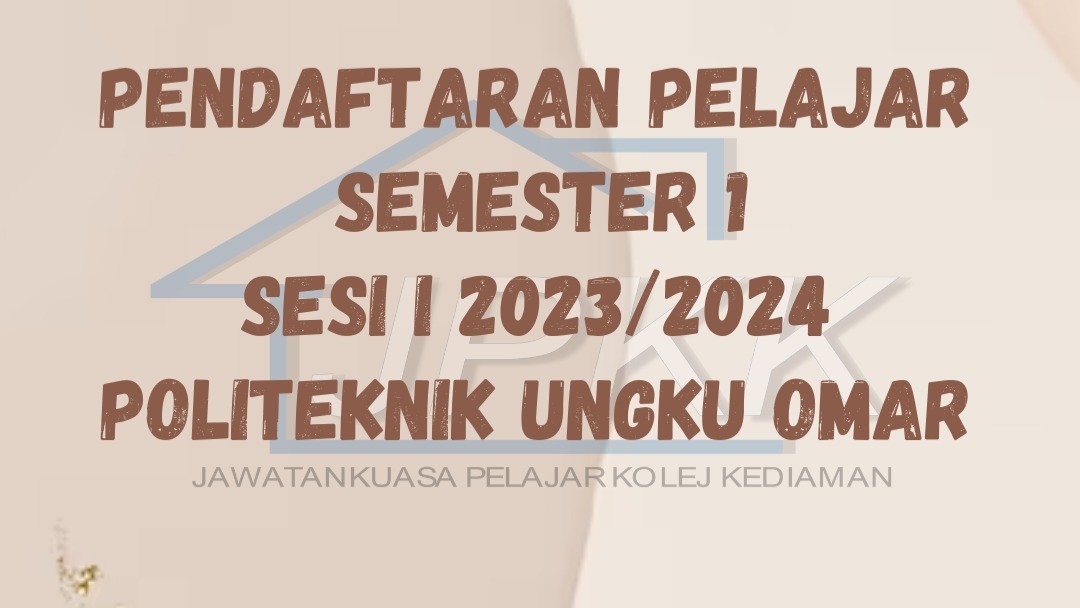 PENDAFTARAN PELAJAR
SEMESTER 1
SESI I 2023/2024
POLITEKNIK UNGKU OMAR
JPKK
JAWATANKUASA PELAJAR KOLEJ KEDIAMAN